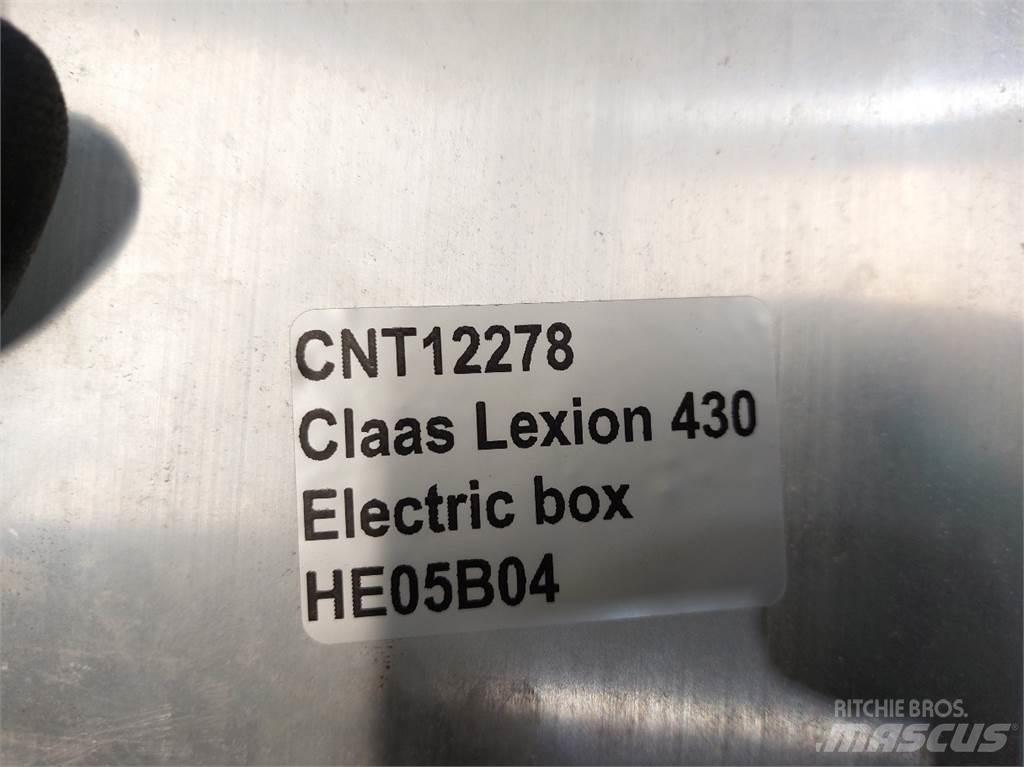 CNT12278
Claas Lexion 430
Electric box
HE05B04
RITCHIE BROS.
MASCUS